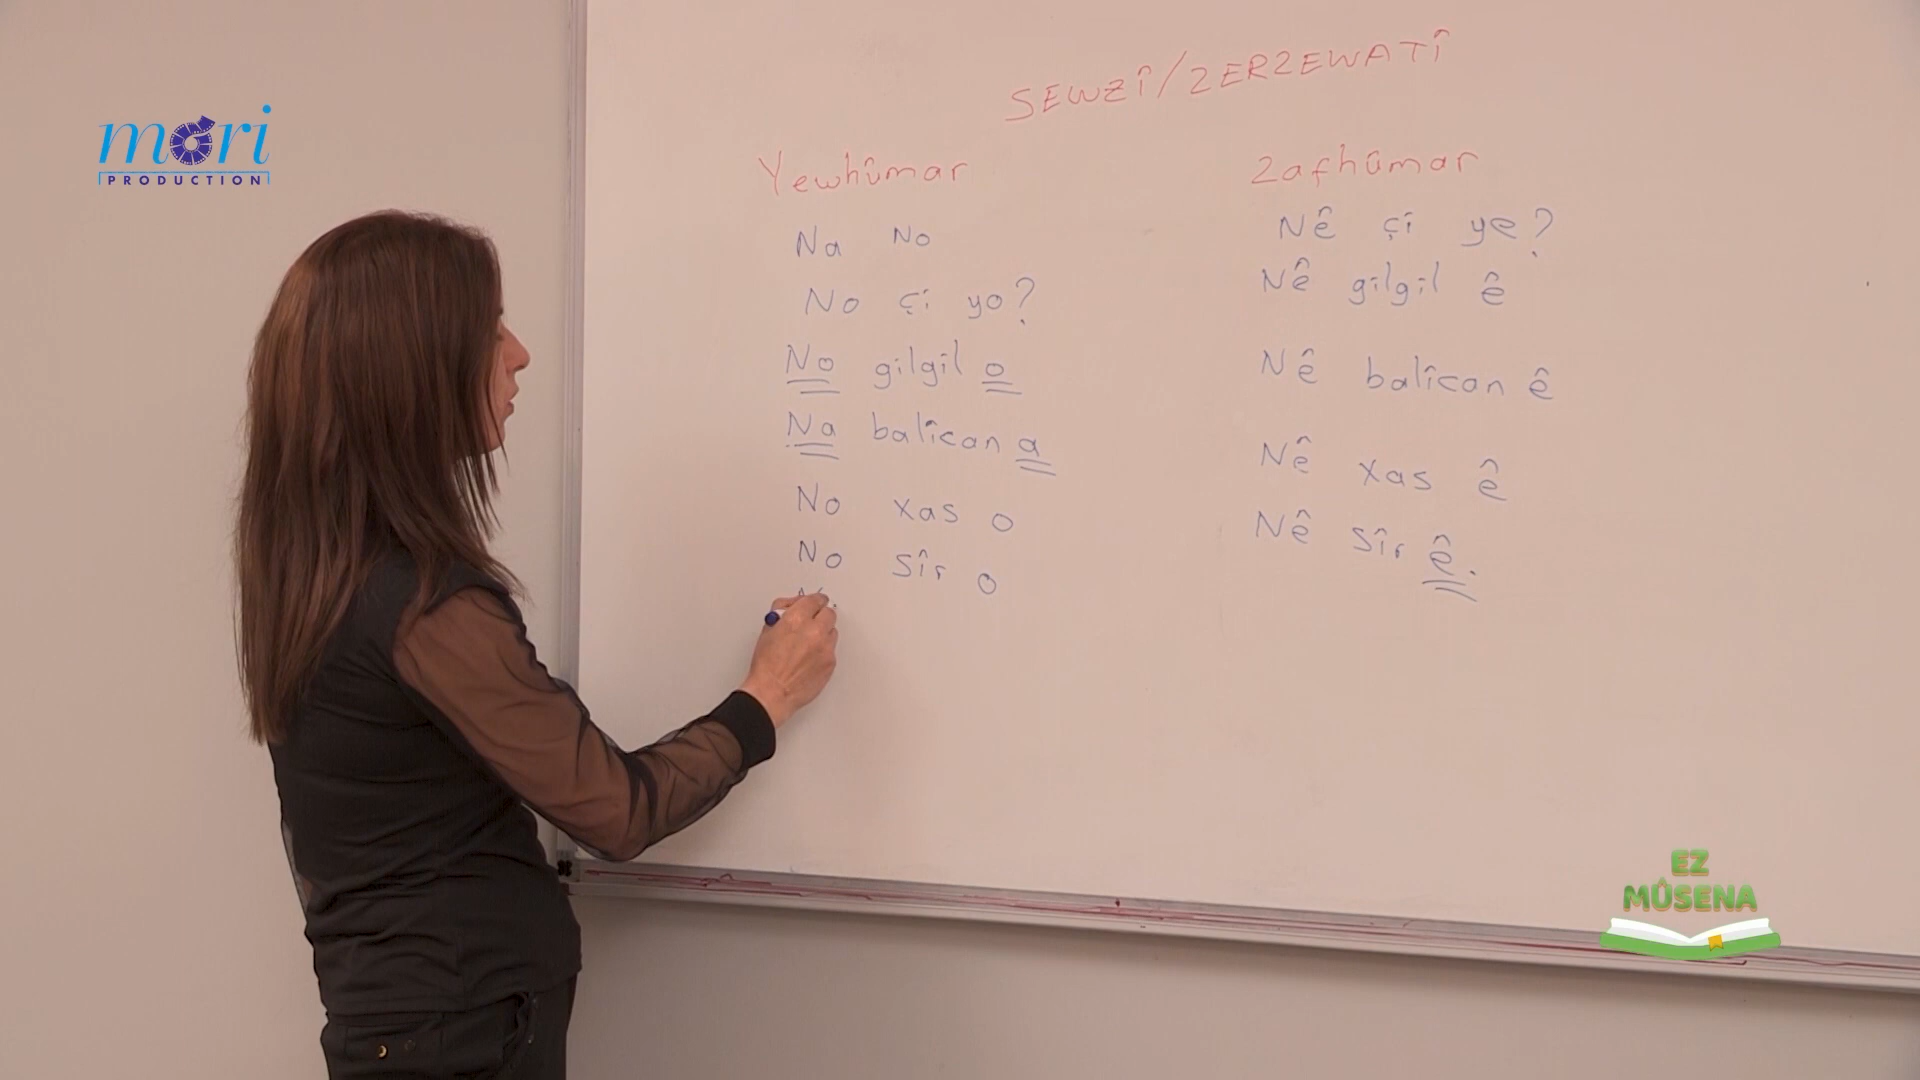 mori
PRODUCTION
SEWZÎ/ZERZEWATÎ
Yewhûmar
Na No
No çi yo?
No gilgil o
Na balîcan a
No xas o
No sîr o
Zafhûmar
Nê çi ye?
Nê gilgil ê
Nê balîcan ê
Nê xas ê
Nê sîr ê.
EZ
MÛSENA